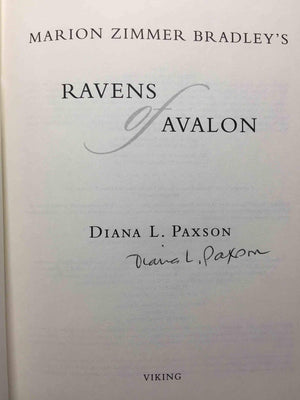 MARION ZIMMER BRADLEY'S
RAVENS
of AVALON
DIANA L. PAXSON
Diana L. Paxson
VIKING